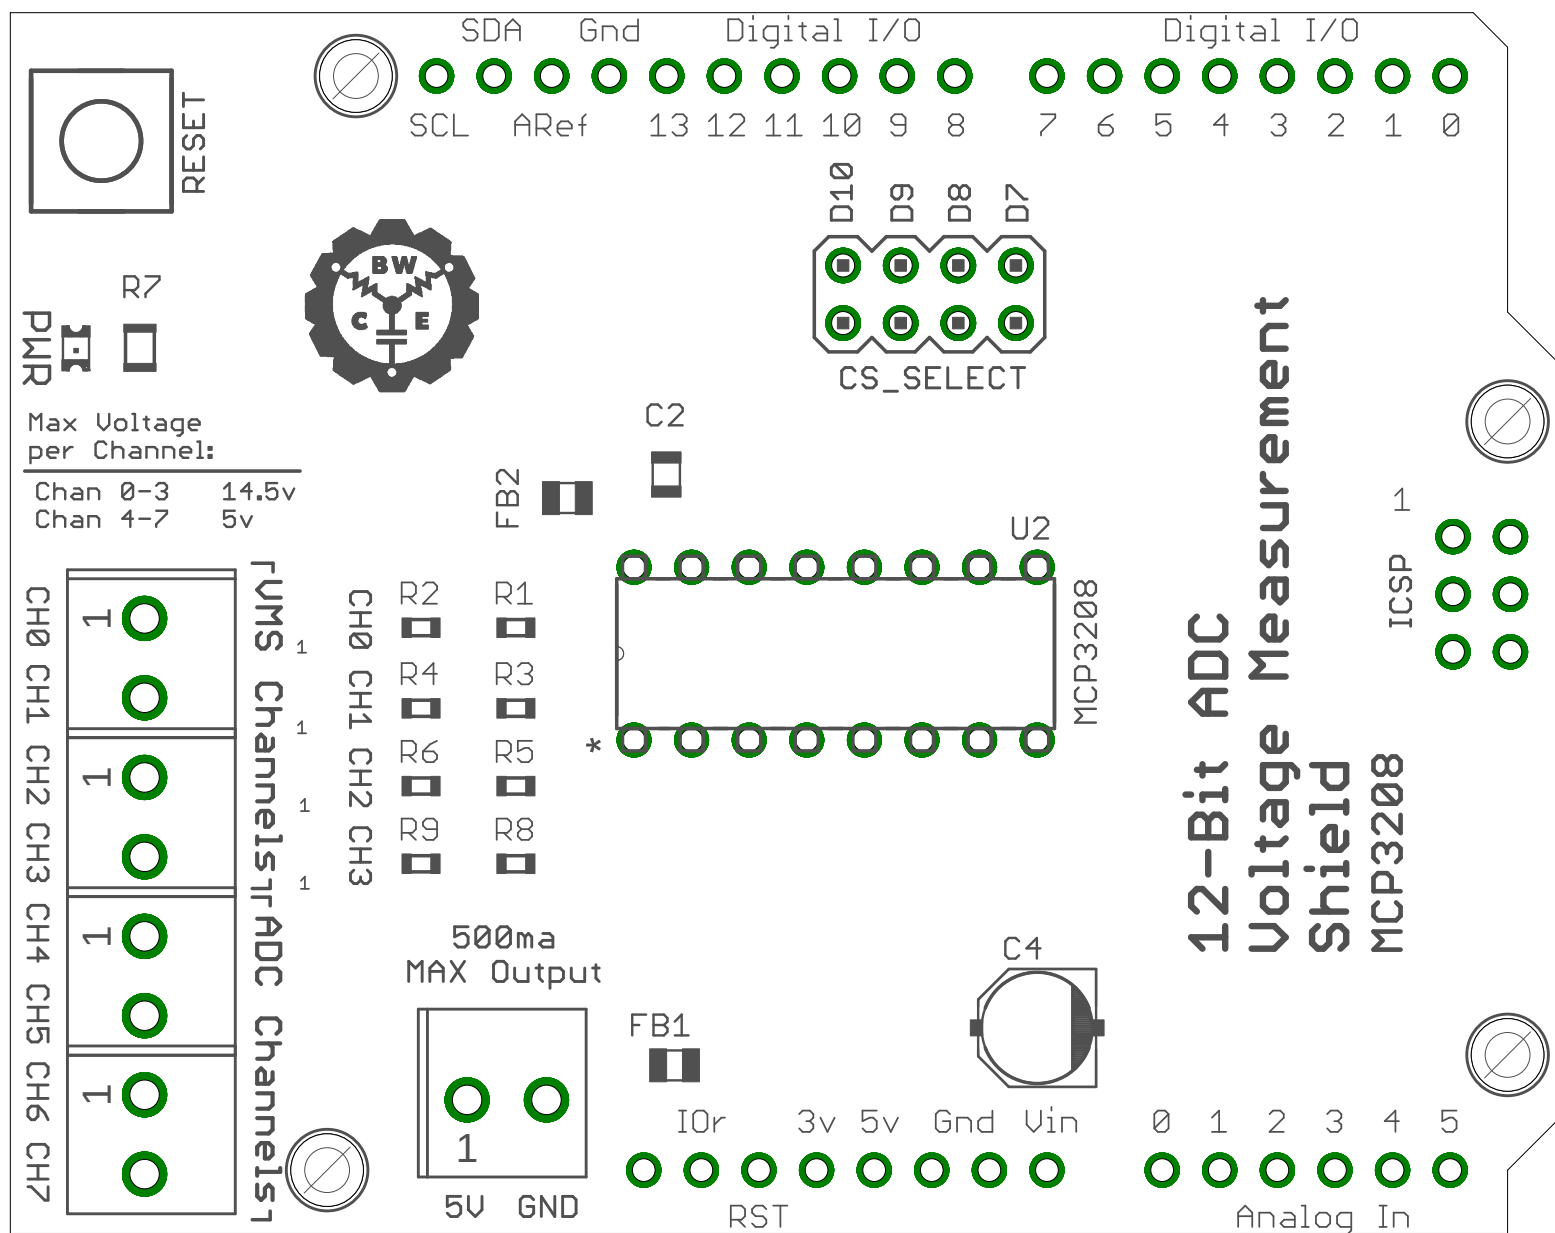 SDA Gnd Digital I/O Digital I/O
SCL ARef 13 12 11 10 9 8 7 6 5 4 3 2 1 0
RESET
D10 D9 D8 D7
CS_SELECT
BW
C E
R7
PWR
Max Voltage
per Channel:
Chan 0-3 14.5v
Chan 4-7 5v
C2
FB2
U2
MCP3208
*
1
ICSP
12-Bit ADC
Voltage Measurement
Shield
MCP3208
CH0 CH1 CH2 CH3 CH4 CH5 CH6 CH7
1
1
1
1
VMS Channels
ADC Channels
1
1
1
1
CH0 CH1 CH2 CH3
R2 R1
R4 R3
R6 R5
R9 R8
500ma
MAX Output
1
5V GND
FB1
C4
IOr 3v 5v Gnd Vin 0 1 2 3 4 5
RST Analog In